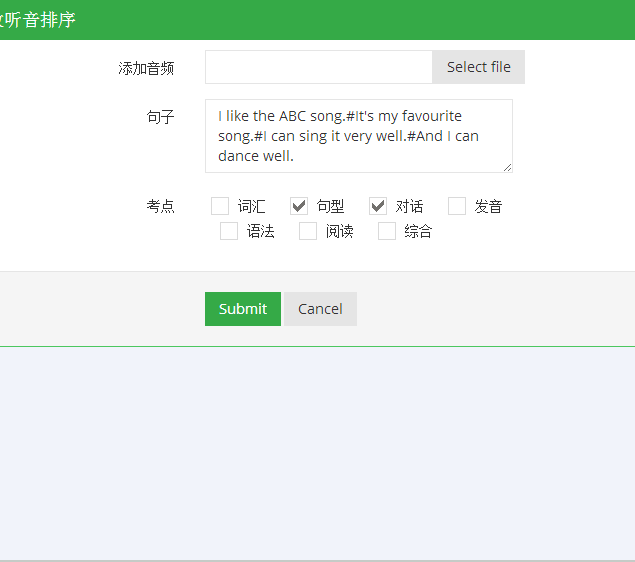 听音排序
添加音频 Select file
句子
I like the ABC song.#It's my favourite
song.#I can sing it very well.#And I can
dance well.
考点 词汇 句型 对话 发音
语法 阅读 综合
Submit Cancel